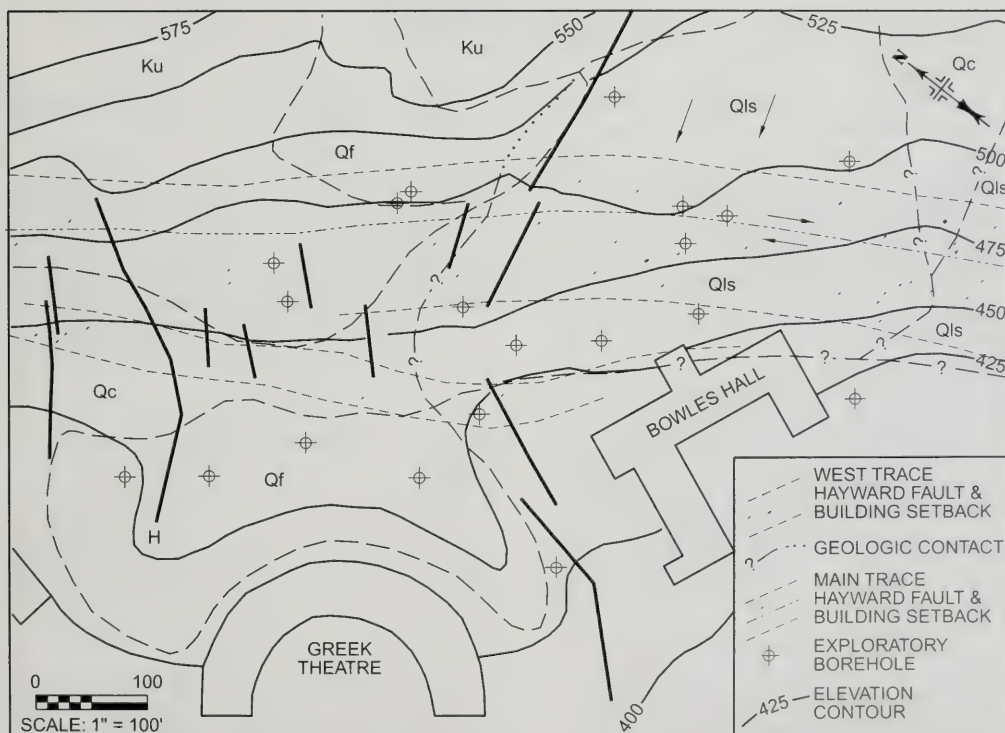 575
550
525
Ku
Ku
Qc
N
Qls
Qf
500
?
?
Qls
?
475
?
Qls
450
?
?
?
?
Qls
425
?
Qc
BOWLES HALL
Qf
H
WEST TRACE
HAYWARD FAULT &
BUILDING SETBACK
? GEOLOGIC CONTACT
MAIN TRACE
HAYWARD FAULT &
BUILDING SETBACK
EXPLORATORY
BOREHOLE
425 ELEVATION
CONTOUR
GREEK
THEATRE
400
0 100
SCALE: 1" = 100'